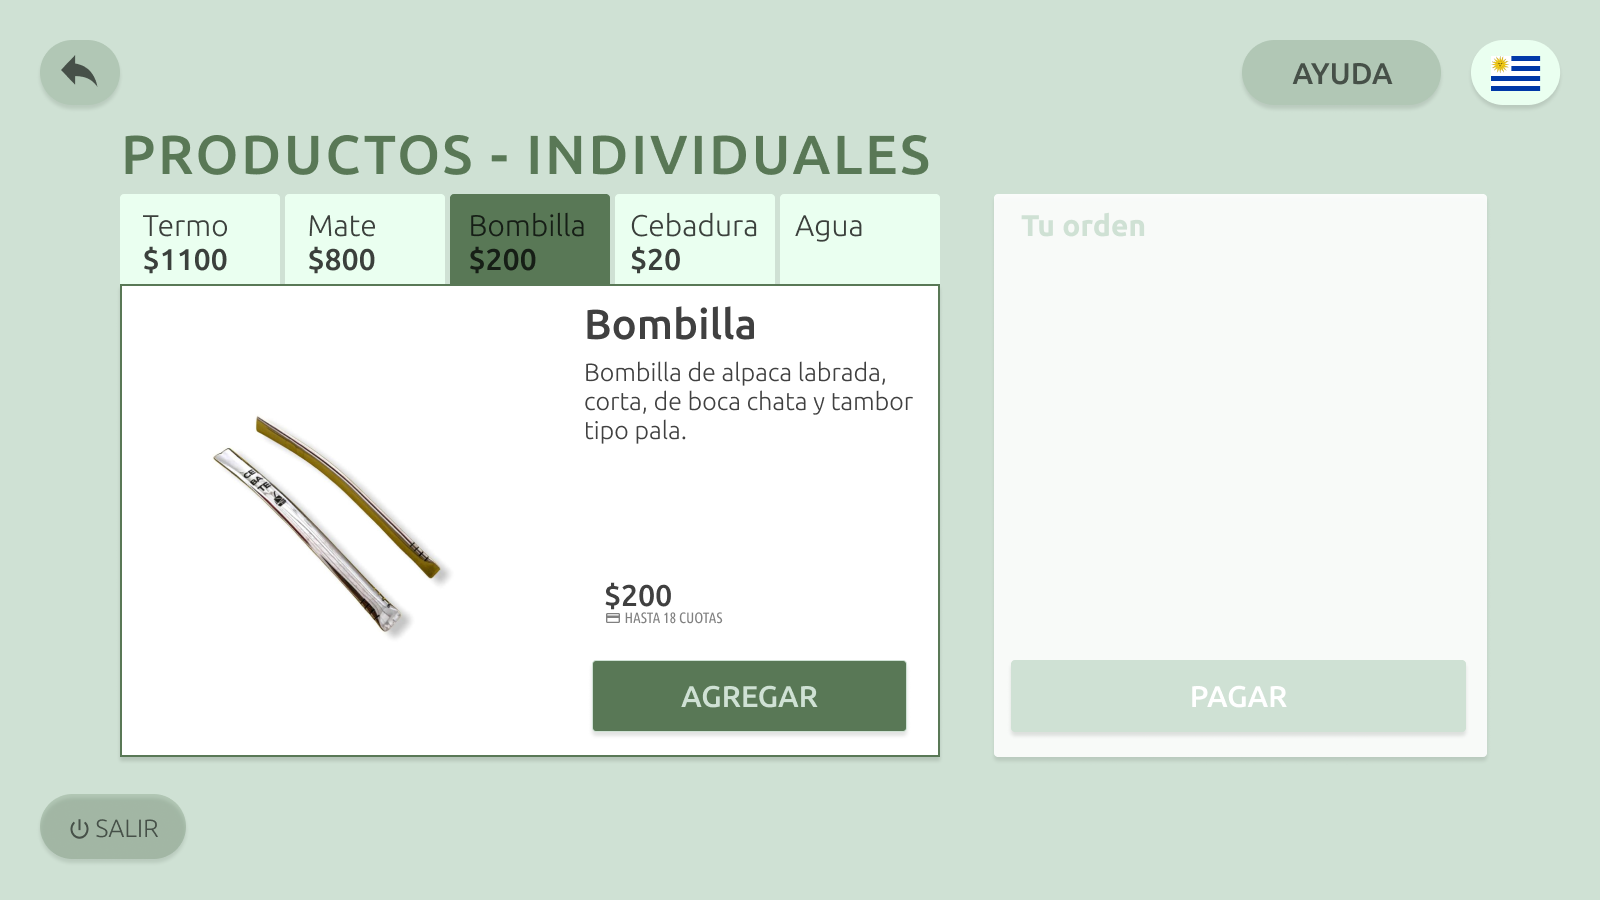 AYUDA
PRODUCTOS - INDIVIDUALES
Termo
$1100
Mate
$800
Bombilla
$200
Cebadura
$20
Agua
Tu orden
Bombilla
Bombilla de alpaca labrada,
corta, de boca chata y tambor
tipo pala.
$200
HASTA 18 CUOTAS
AGREGAR
PAGAR
SALIR